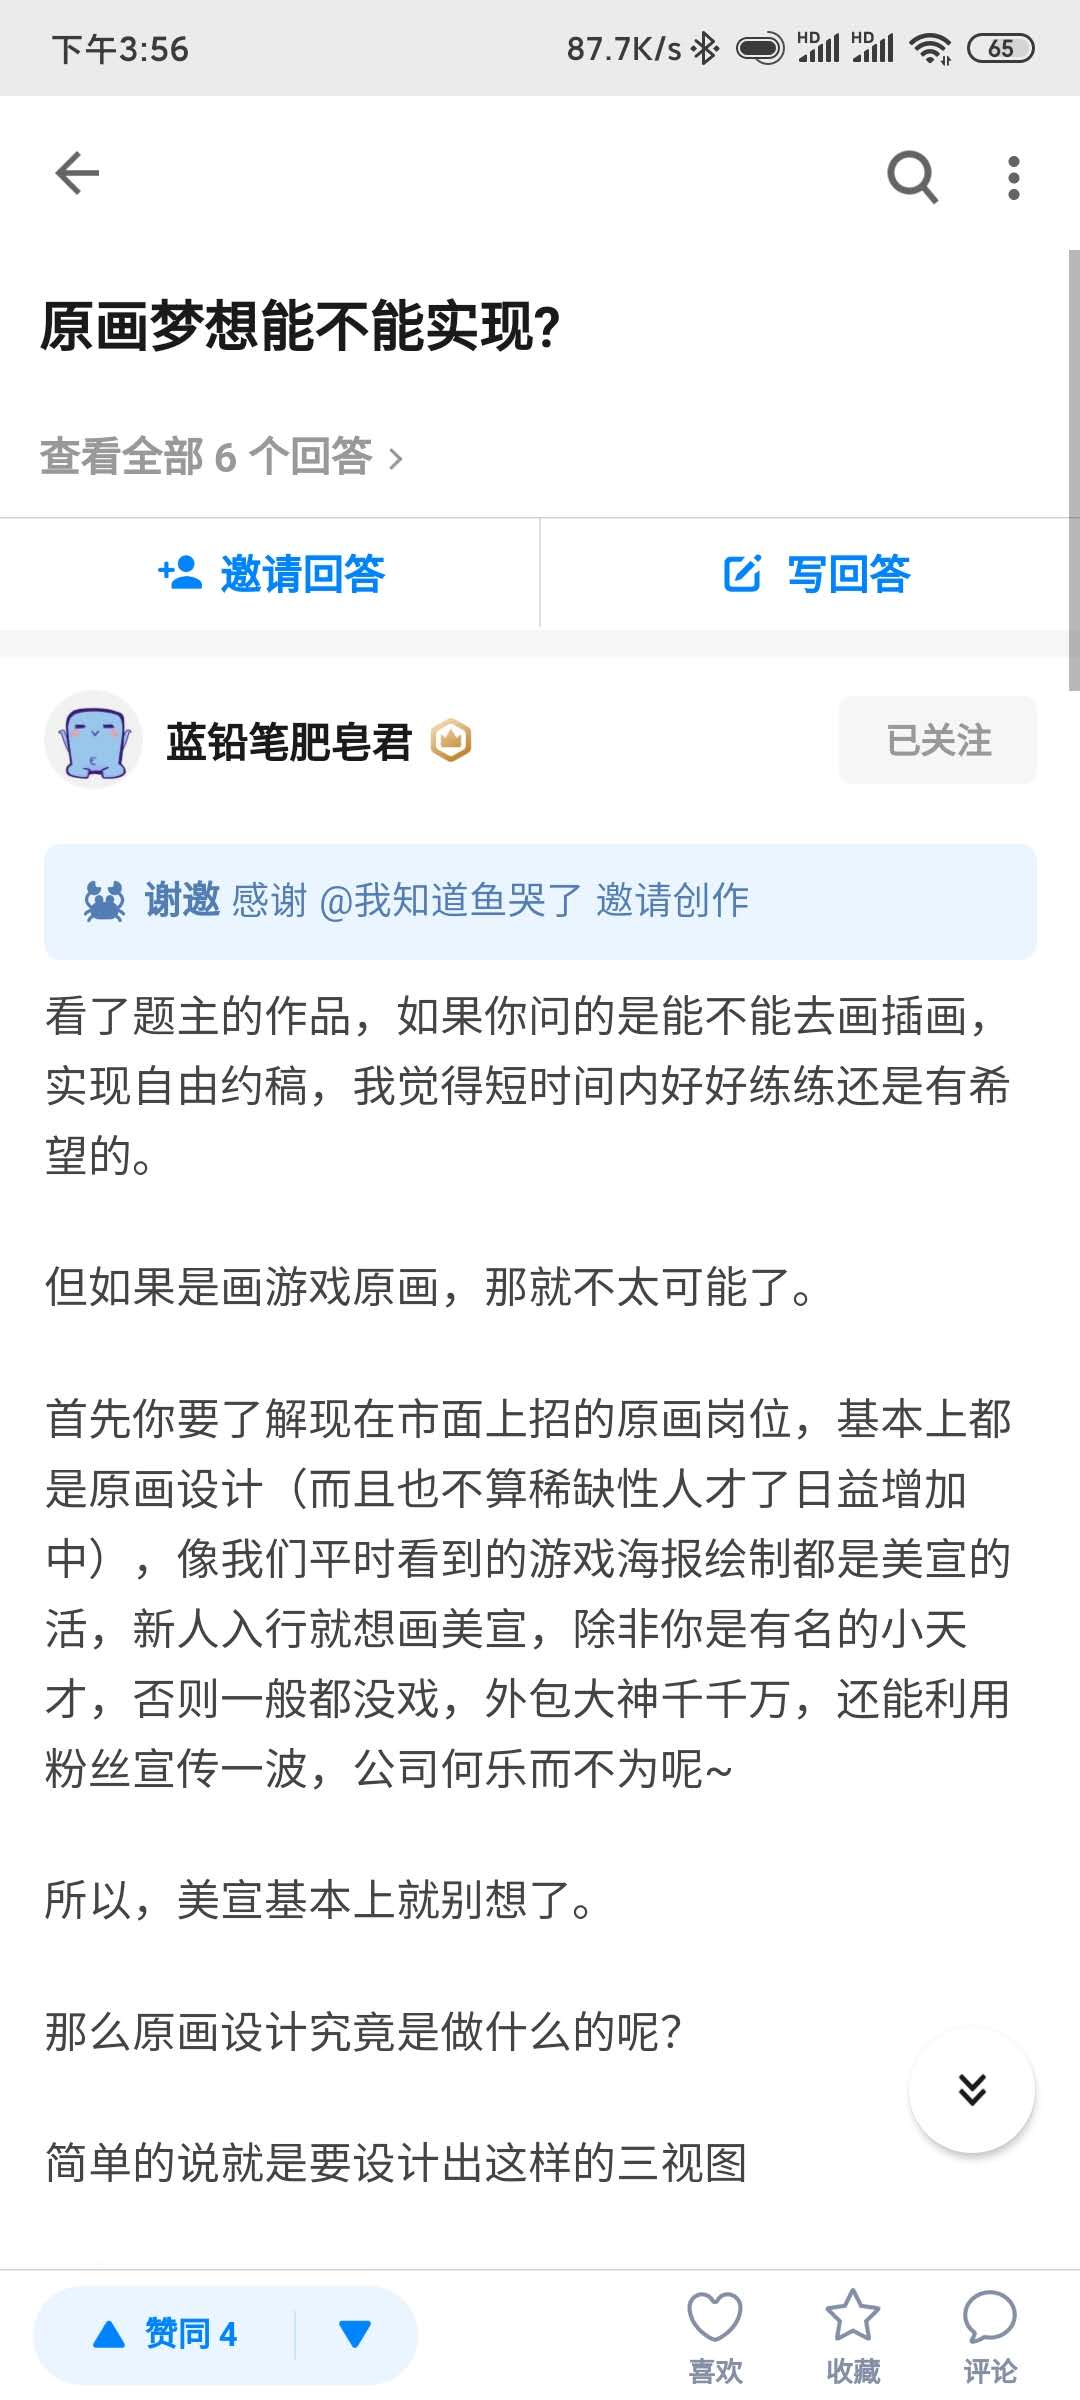 下午3:56
87.7K/s
HD HD 65
原画梦想能不能实现?
查看全部 6 个回答 >
邀请回答
写回答
蓝铅笔肥皂君
已关注
谢邀 感谢 @我知道鱼哭了 邀请创作
看了题主的作品，如果你问的是能不能去画插画，
实现自由约稿，我觉得短时间内好好练练还是有希
望的。
但如果是画游戏原画，那就不太可能了。
首先你要了解现在市面上招的原画岗位，基本上都
是原画设计（而且也不算稀缺性人才了日益增加
中），像我们平时看到的游戏海报绘制都是美宣的
活，新人入行就想画美宣，除非你是有名的小天
才，否则一般都没戏，外包大神千千万，还能利用
粉丝宣传一波，公司何乐而不为呢~
所以，美宣基本上就别想了。
那么原画设计究竟是做什么的呢?
简单的说就是要设计出这样的三视图
赞同 4
喜欢
收藏
评论